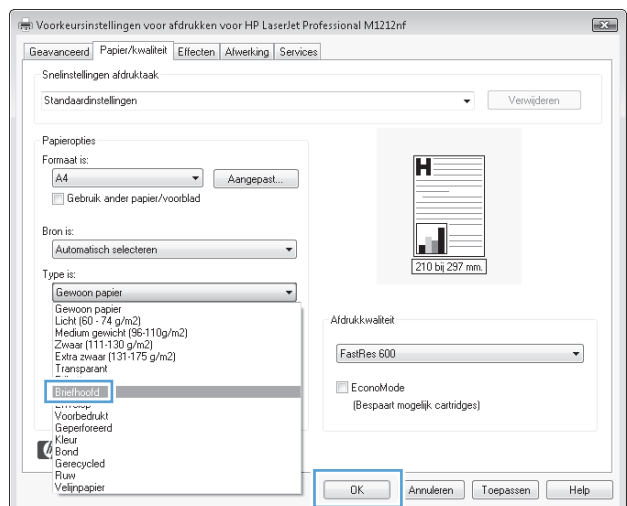 Voorkeursinstellingen voor afdrukken voor HP LaserJet Professional M1212nf
Geavanceerd Papier/kwaliteit Effecten Afwerking Services
Snelinstellingen afdruktaak
Standaardinstellingen
Verwijderen
Papieropties
Formaat is:
A4
Aangepast...
Gebruik ander papier/voorblad
Bron is:
Automatisch selecteren
Type is:
Gewoon papier
Gewoon papier
Licht (60 - 74 g/m2)
Medium gewicht (96-110g/m2)
Zwaar (111-130 g/m2)
Extra zwaar (131-175 g/m2)
Transparant
Briefhoofd
Envelop
Voorbedrukt
Geperforeerd
Kleur
Bond
Gerecycled
Ruw
Velijnpapier
H
210 bij 297 mm.
Afdrukkwaliteit
FastRes 600
EconoMode
(Bespaart mogelijk cartridges)
OK Annuleren Toepassen Help